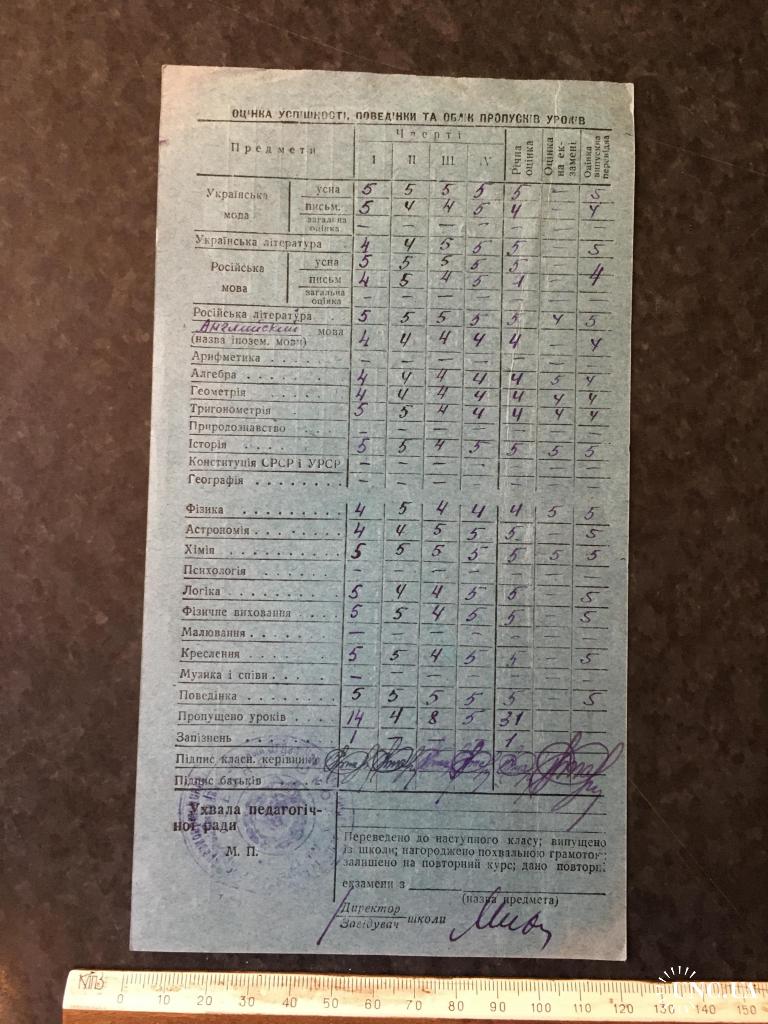 ОЦІНКА УСПІШНОСТІ, ПОВЕДІНКИ ТА ОБЛІК ПРОПУСКІВ УРОКІВ
Предмети Чверті Річна оцінка Оцінка на екзамені Оцінка випускна перевідна
I II III IV
Українська мова усна 5 5 5 5 5 - 5
письм. 5 4 4 5 4 - 4
загальна оцінка - - - - - -
Українська література 4 4 5 5 5 - 5
Російська мова усна 5 5 5 5 5 4
письм 4 5 4 5 4
загальна оцінка - - - - -
Російська література 5 5 5 5 5 4 5
Английский мова
(назва інозем. мови) 4 4 4 4 4 - 4
Арифметика - - - - - - -
Алгебра 4 4 4 4 4 5 4
Геометрія 4 4 4 4 4 4 4
Тригонометрія 5 5 4 4 4 4 4
Природознавство - - - - - - -
Історія 5 5 4 5 5 5 5
Конституція СРСР і УРСР - - - - - - -
Географія - - - - - - -
Фізика 4 5 4 4 4 5 5
Астрономія 4 4 5 5 5 - 5
Хімія 5 5 5 5 5 5 5
Психологія - - - - - - -
Логіка 5 4 4 5 5 - 5
Фізичне виховання 5 5 4 5 5 - 5
Малювання - - - - - - -
Креслення 5 5 4 5 5 - 5
Музика і співи - - - - - - -
Поведінка 5 5 5 5 5 - 5
Пропущено уроків 14 4 8 5 31
Запізнень 1 - - - 1
Підпис класн. керівника
Підпис батьків
Ухвала педагогіч-
ної ради
М. П.
Переведено до наступного класу; випущено
із школи; нагороджено похвальною грамотою;
залишено на повторний курс; дано повторні
екзамени з
(назва предмета)
Директор
Завідувач школи
0 10 20 30 40 50 60 70 80 90 100 110 120 130 140 150